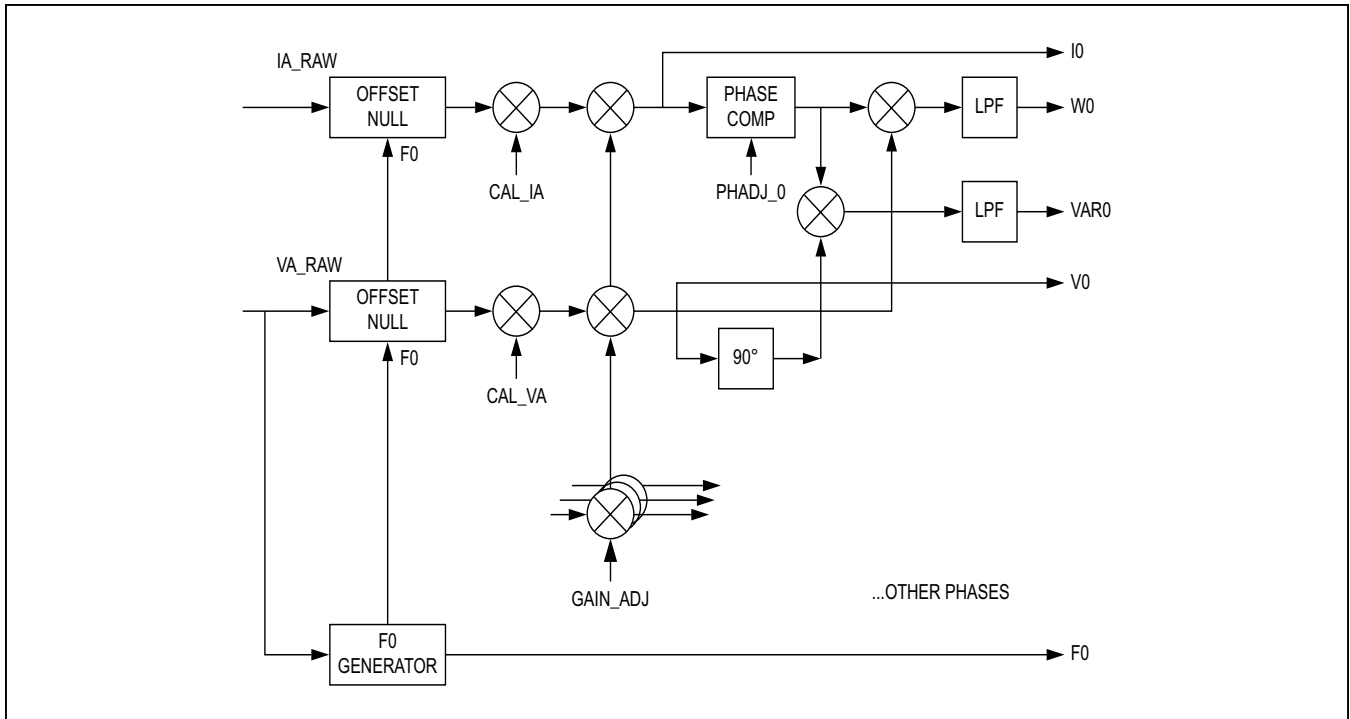 IA_RAW
I0
OFFSET
NULL
PHASE
COMP
LPF
W0
F0
CAL_IA
PHADJ_0
LPF
VAR0
VA_RAW
V0
OFFSET
NULL
90°
F0
CAL_VA
GAIN_ADJ
...OTHER PHASES
F0
GENERATOR
F0